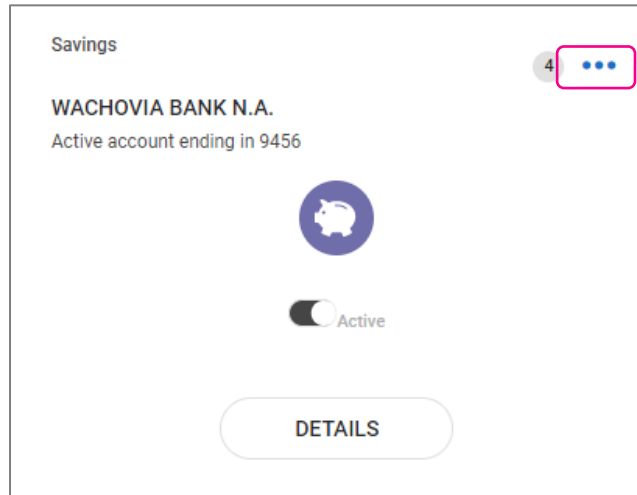 Savings
4
WACHOVIA BANK N.A.
Active account ending in 9456
Active
DETAILS